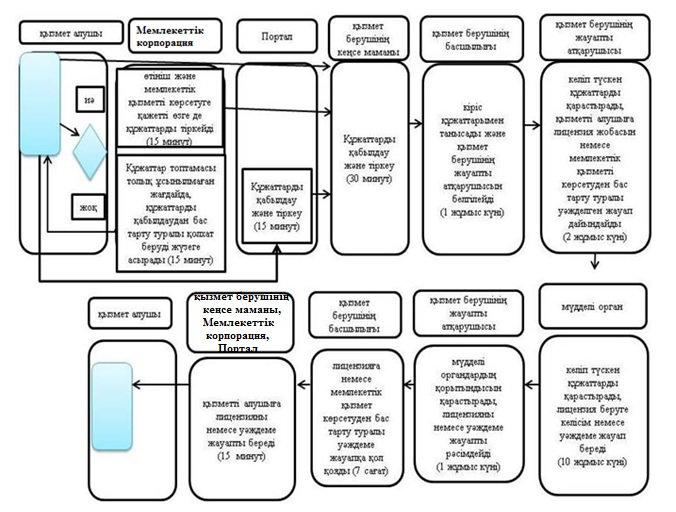 қызмет алушы
Мемлекеттік
корпорация
Портал
қызмет
берушінің
кеңсе маманы
қызмет берушінің
басшылығы
қызмет берушінің
жауапты
атқарушысы
иә
жоқ
өтініш және
мемлекеттік
қызметті көрсетуге
қажетті өзге де
құжаттарды тіркейді
(15 минут)
Құжаттар топтамасы
толық ұсынылмаған
жағдайда,
құжаттарды
қабылдаудан бас
тарту туралы қолхат
беруді жүзеге
асырады (15 минут)
Құжаттарды
қабылдау
және тіркеу
(15 минут)
Құжаттарды
қабылдау
және тіркеу
(30 минут)
кіріс
құжаттарымен
танысады және
қызмет
берушінің
жауапты
атқарушысын
белгілейді
(1 жұмыс күні)
келіп түскен
құжаттарды
қарастырады,
қызметті алушыға
лицензия жобасын
немесе
мемлекеттік
қызметті
көрсетуден бас
тарту туралы
уәжделген жауап
дайындайды
(2 жұмыс күні)
қызмет алушы
қызмет берушінің
кеңсе маманы,
Мемлекеттік
корпорация,
Портал
қызмет
берушінің
басшылығы
қызмет берушінің
жауапты
атқарушысы
мүдделі орган
қызметті алушыға
лицензияны
немесе уәждеме
жауапты береді
(15 минут)
лицензияға
немесе
мемлекеттік
қызмет
көрсетуден бас
тарту туралы
уәждеме
жауапқа қол
қояды (7 сағат)
мүдделі
органдардың
қорытындысын
қарастырады,
лицензияны
немесе уәждеме
жауапты
рәсімдейді
(1 жұмыс күні)
келіп түскен
құжаттарды
қарастырады,
лицензия беруге
келісім немесе
уәждеме жауап
береді
(10 жұмыс күні)